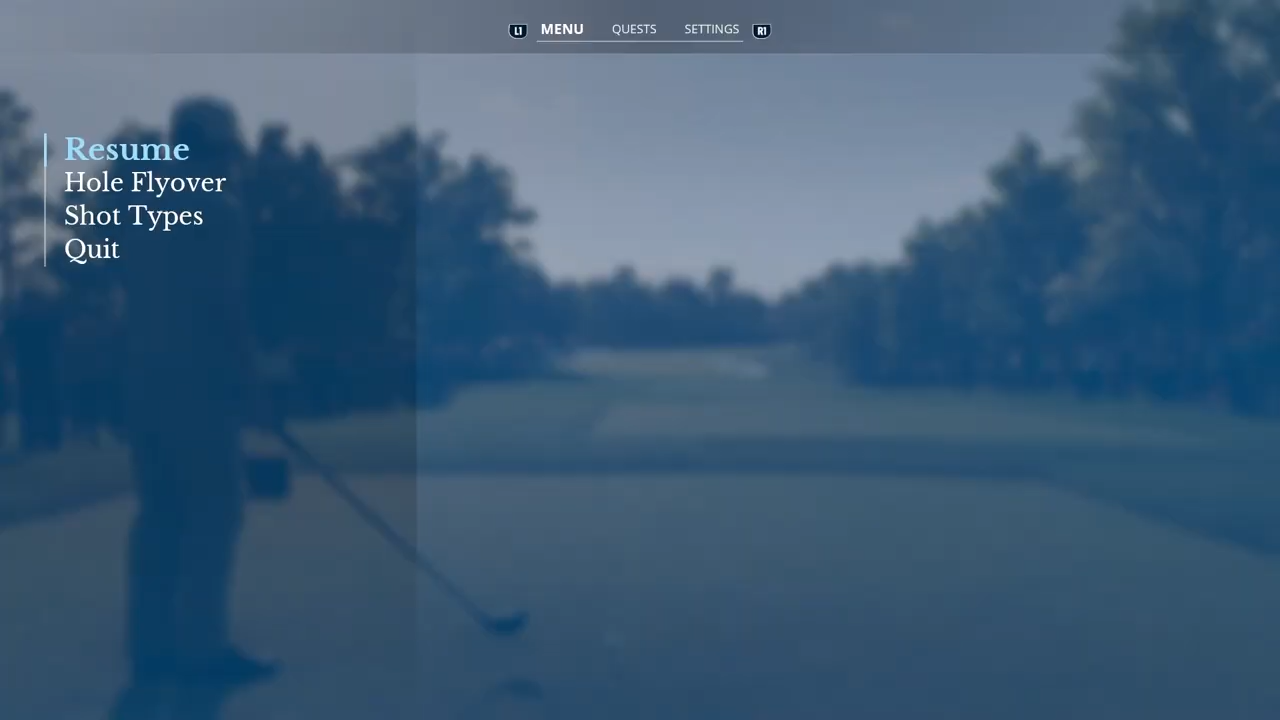 L1 MENU QUESTS SETTINGS R1
Resume
Hole Flyover
Shot Types
Quit